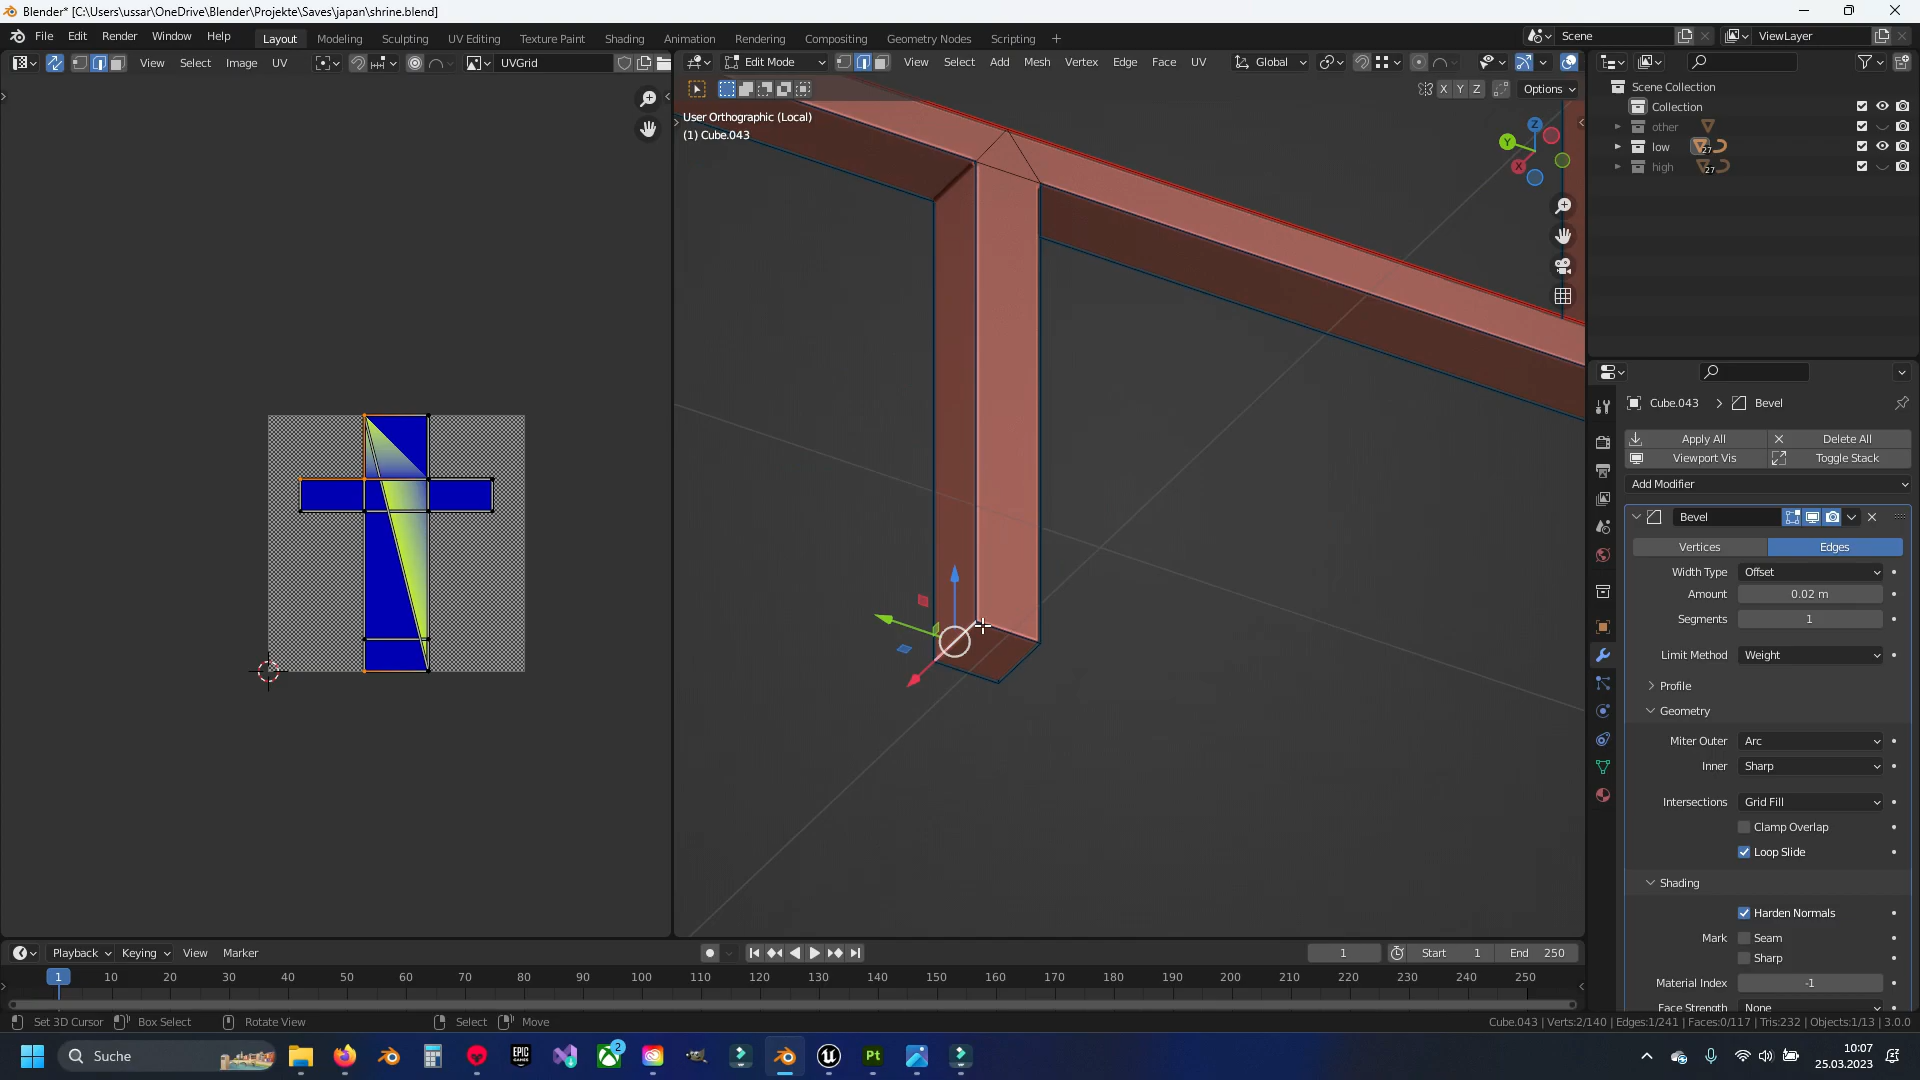 Blender* [C:\Users\ussar\OneDrive\Blender\Projekte\Saves\japan\shrine.blend]
File Edit Render Window Help Layout Modeling Sculpting UV Editing Texture Paint Shading Animation Rendering Compositing Geometry Nodes Scripting + Scene ViewLayer
View Select Image UV UVGrid Edit Mode View Select Add Mesh Vertex Edge Face UV Global
X Y Z Options
User Orthographic (Local)
(1) Cube.043
Z
Y
X
Scene Collection
Collection
other
low 27
high 27
Cube.043 > Bevel
Apply All Delete All
Viewport Vis Toggle Stack
Add Modifier
Bevel
Vertices Edges
Width Type Offset
Amount 0.02 m
Segments 1
Limit Method Weight
Profile
Geometry
Miter Outer Arc
Inner Sharp
Intersections Grid Fill
Clamp Overlap
Loop Slide
Shading
Harden Normals
Mark Seam
Sharp
Material Index -1
Face Strength None
Playback Keying View Marker 1 Start 1 End 250
1 10 20 30 40 50 60 70 80 90 100 110 120 130 140 150 160 170 180 190 200 210 220 230 240 250
Set 3D Cursor Box Select Rotate View Select Move Cube.043 | Verts:2/140 | Edges:1/241 | Faces:0/117 | Tris:232 | Objects:1/13 | 3.0.0
Suche EPIC GAMES 2 Pt
10:07
25.03.2023